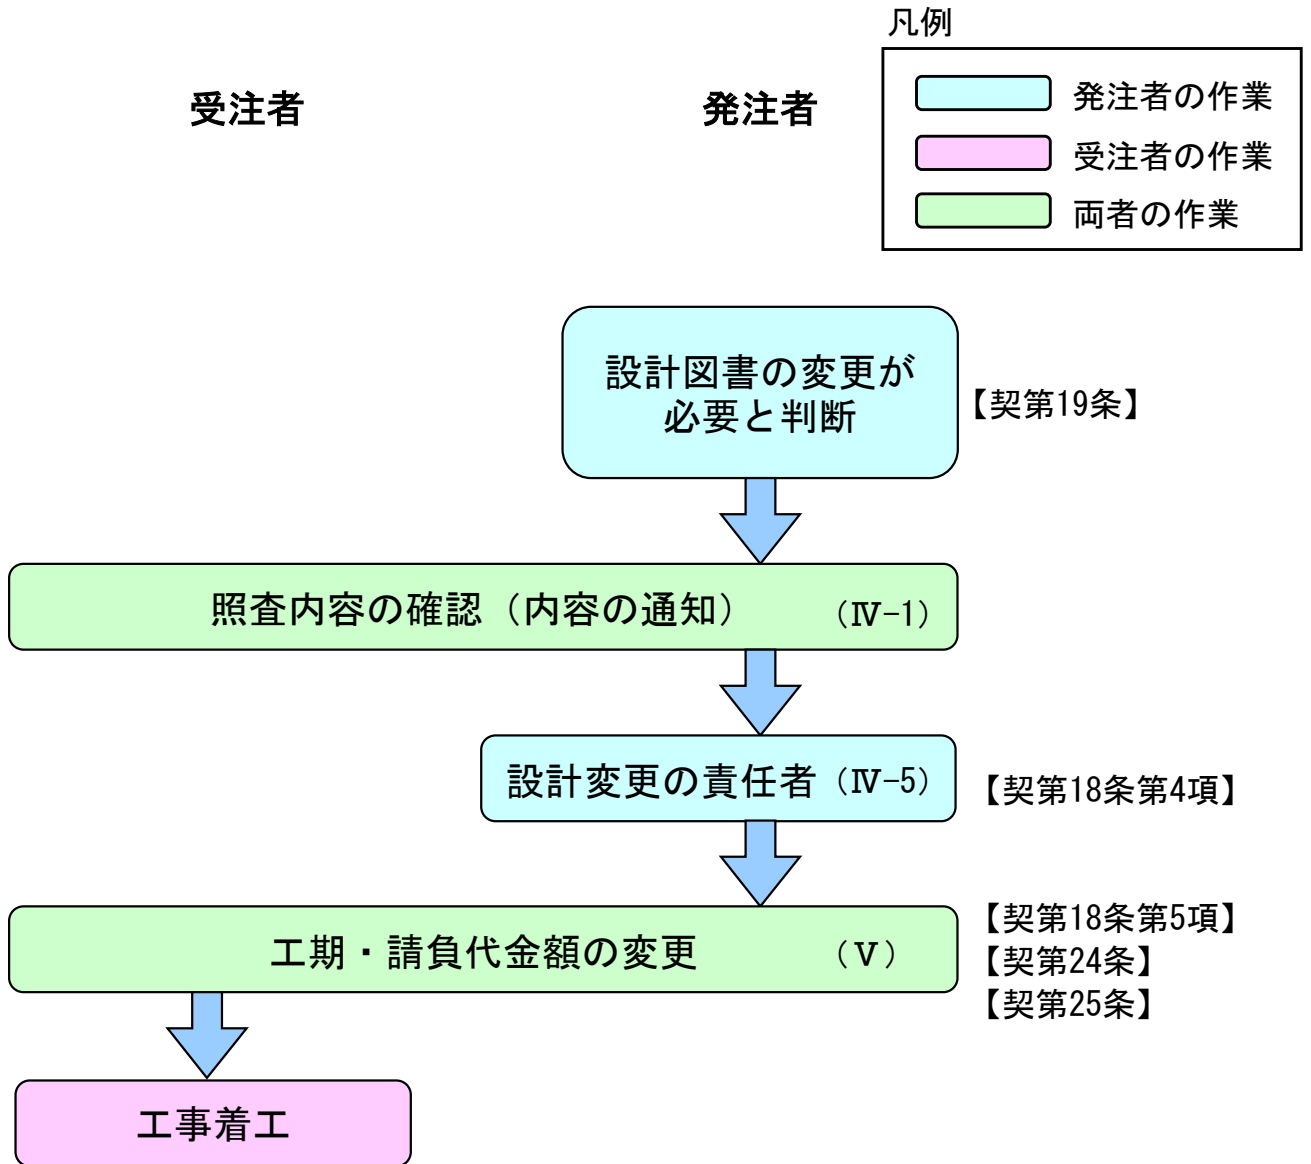 凡例
発注者の作業
受注者の作業
両者の作業
受注者
発注者
設計図書の変更が
必要と判断
【契第19条】
照査内容の確認（内容の通知）　（Ⅳ-1）
設計変更の責任者（Ⅳ-5）
【契第18条第4項】
工期・請負代金額の変更　（Ⅴ）
【契第18条第5項】
【契第24条】
【契第25条】
工事着工